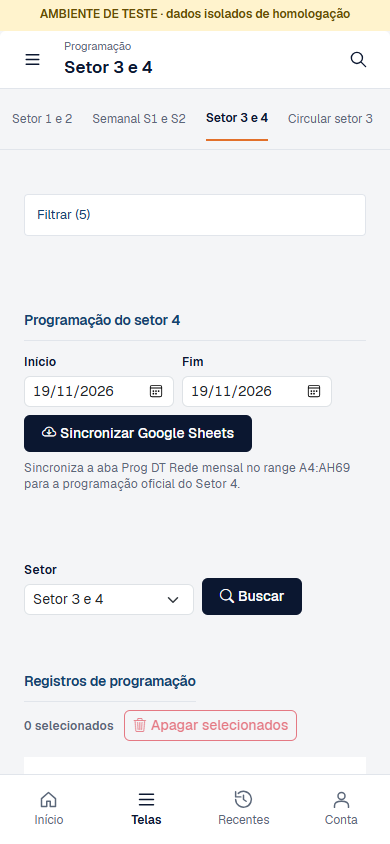 AMBIENTE DE TESTE · dados isolados de homologação
Programação
Setor 3 e 4
Setor 1 e 2
Semanal S1 e S2
Setor 3 e 4
Circular setor 3
Filtrar (5)
Programação do setor 4
Início
Fim
19/11/2026
19/11/2026
Sincronizar Google Sheets
Sincroniza a aba Prog DT Rede mensal no range A4:AH69
para a programação oficial do Setor 4.
Setor
Setor 3 e 4
Buscar
Registros de programação
0 selecionados
Apagar selecionados
Início
Telas
Recentes
Conta